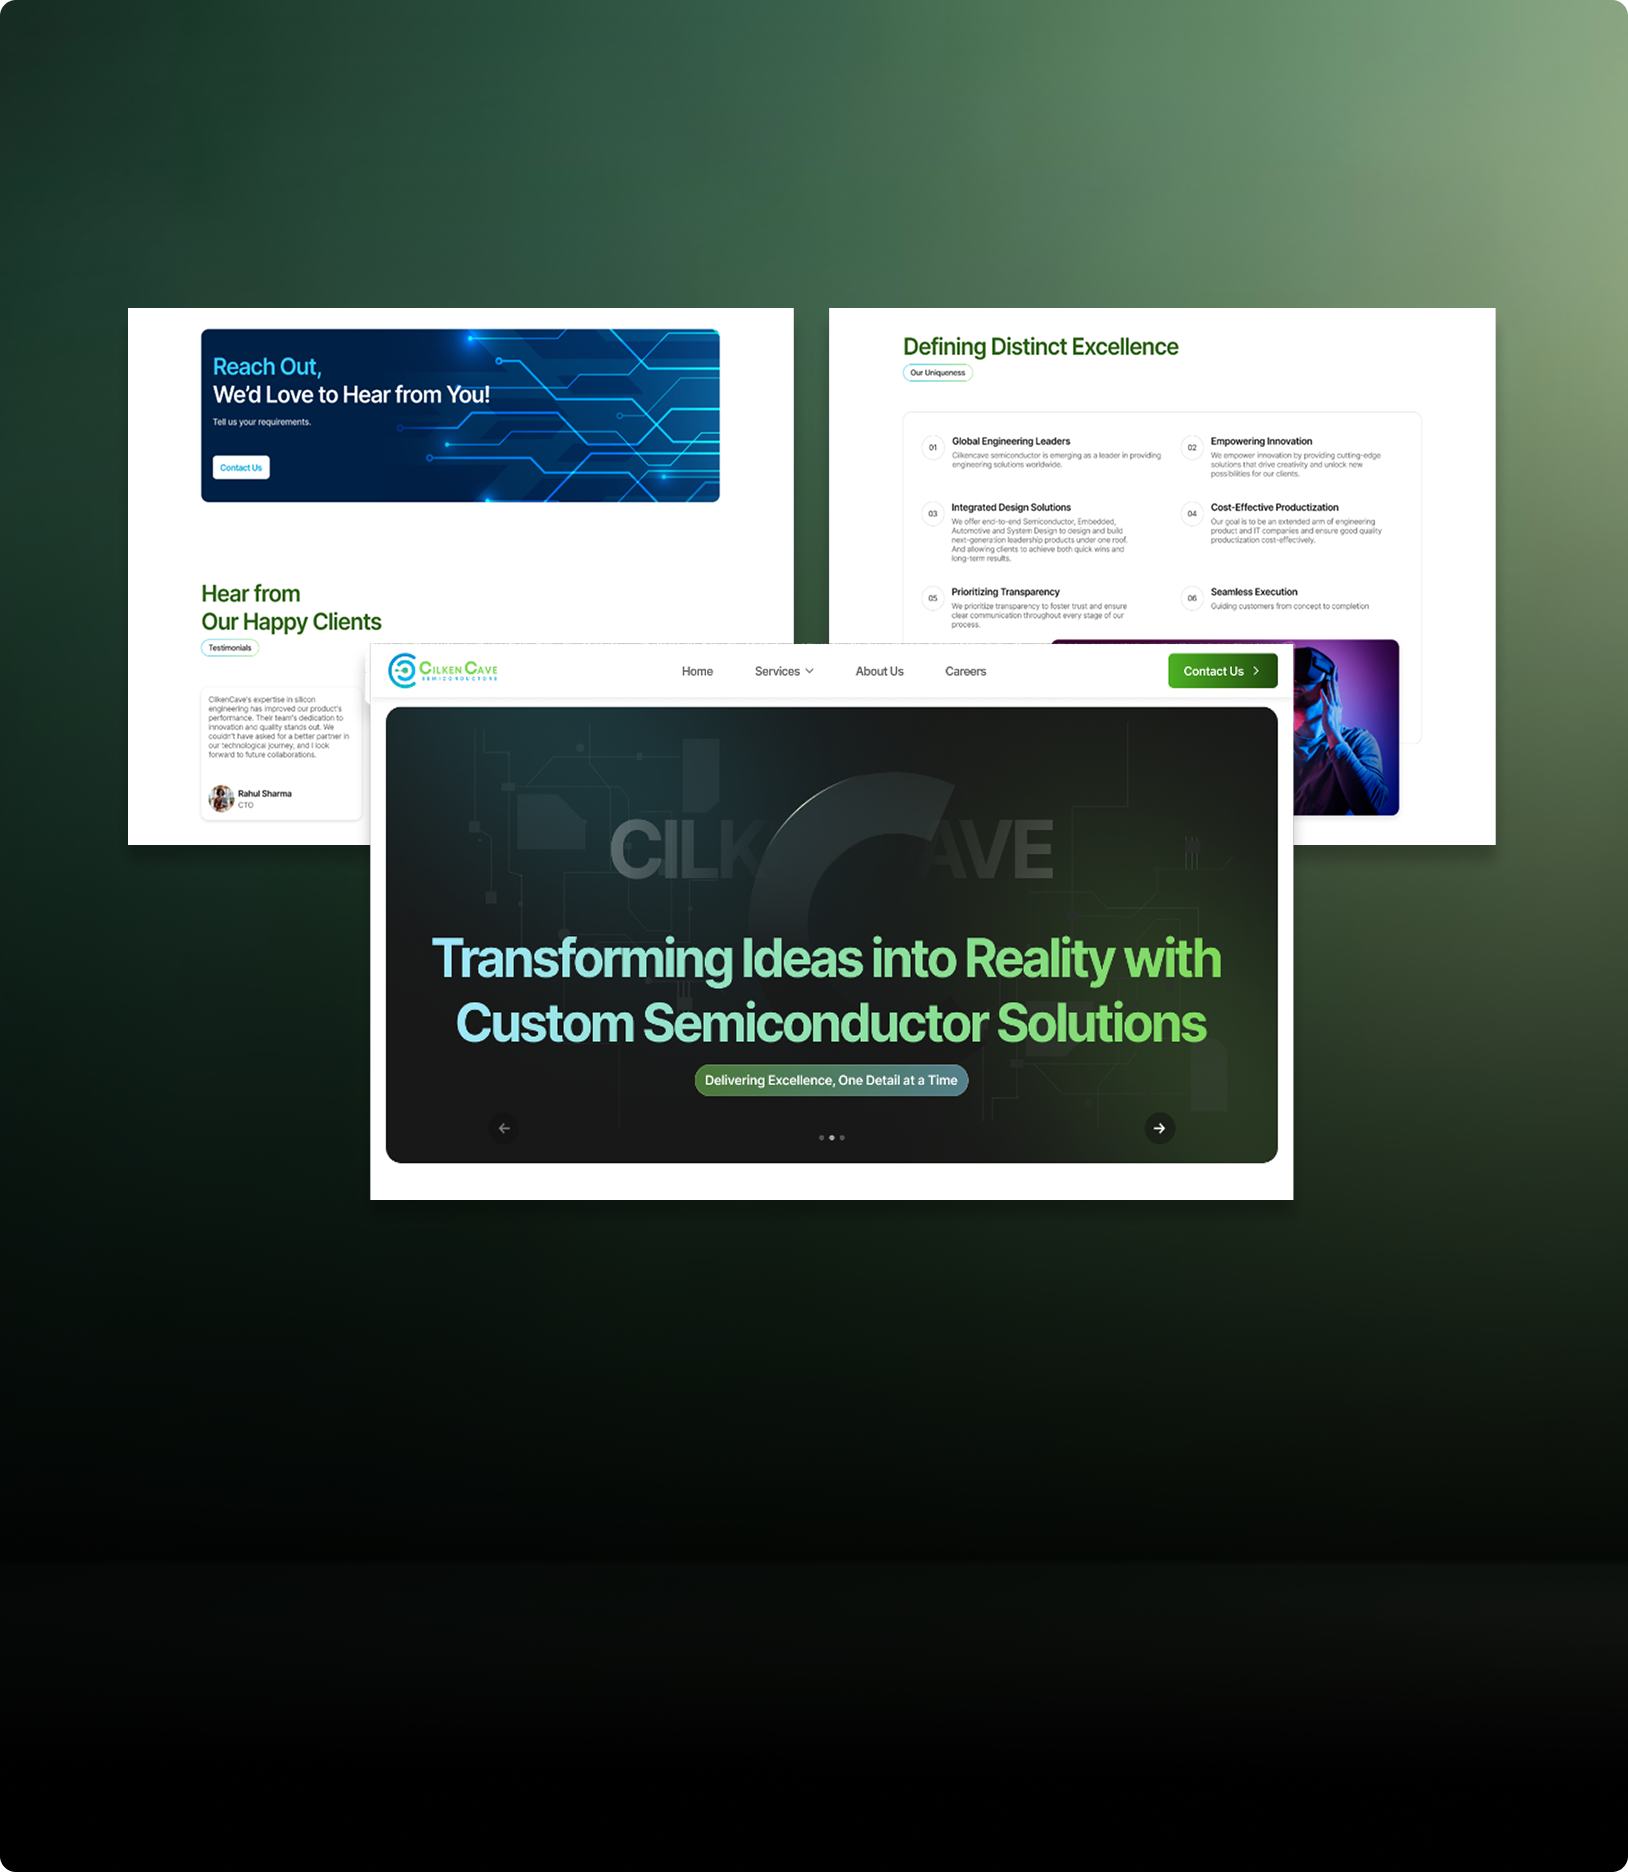 Reach Out,
We'd Love to Hear from You!
Tell us your requirements.
Contact Us
Hear from
Our Happy Clients
Testimonials
CilkenCave's expertise in silicon
engineering has improved our product's
performance. Their team's dedication to
innovation and quality stands out. We
couldn't have asked for a better partner in
our technological journey, and I look
forward to future collaborations.
Rahul Sharma
CTO
Defining Distinct Excellence
Our Uniqueness
01
Global Engineering Leaders
Cilkencave semiconductor is emerging as a leader in providing
engineering solutions worldwide.
02
Empowering Innovation
We empower innovation by providing cutting-edge
solutions that drive creativity and unlock new
possibilities for our clients.
03
Integrated Design Solutions
We offer end-to-end Semiconductor, Embedded,
Automotive and System Design to design and build
next-generation leadership products under one roof.
And allowing clients to achieve both quick wins and
long-term results.
04
Cost-Effective Productization
Our goal is to be an extended arm of engineering
product and IT companies and ensure good quality
productization cost-effectively.
05
Prioritizing Transparency
We prioritize transparency to foster trust and ensure
clear communication throughout every stage of our
process.
06
Seamless Execution
Guiding customers from concept to completion
CILKEN CAVE
SEMICONDUCTORS
Home
Services
About Us
Careers
Contact Us
CILK C AVE
Transforming Ideas into Reality with
Custom Semiconductor Solutions
Delivering Excellence, One Detail at a Time